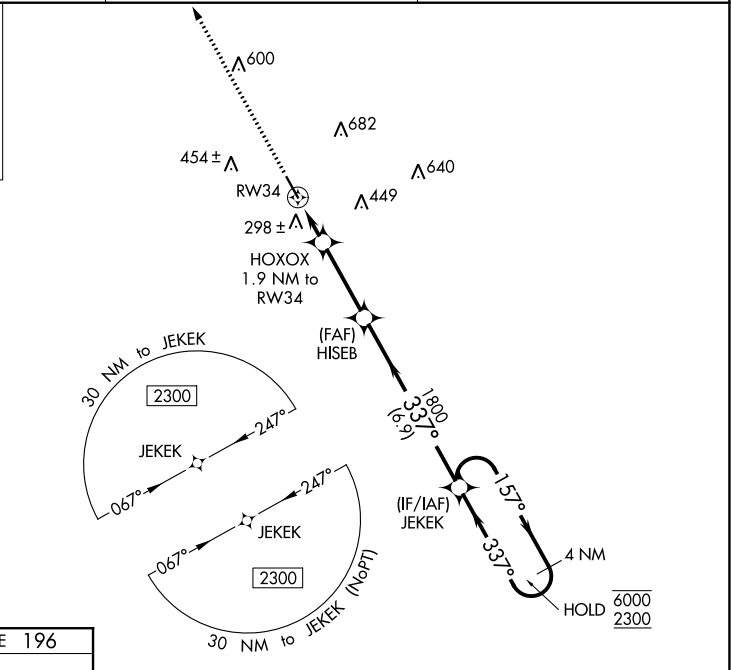 600
682
454 ±
640
RW34
449
298 ±
HOXOX
1.9 NM to
RW34
(FAF)
HISEB
30 NM to JEKEK
2300
247°
JEKEK
067°
1800
337°
(6.9)
247°
JEKEK
067°
2300
30 NM to JEKEK (NoPT)
(IF/IAF)
JEKEK
157°
337°
4 NM
HOLD
6000
2300
E 196